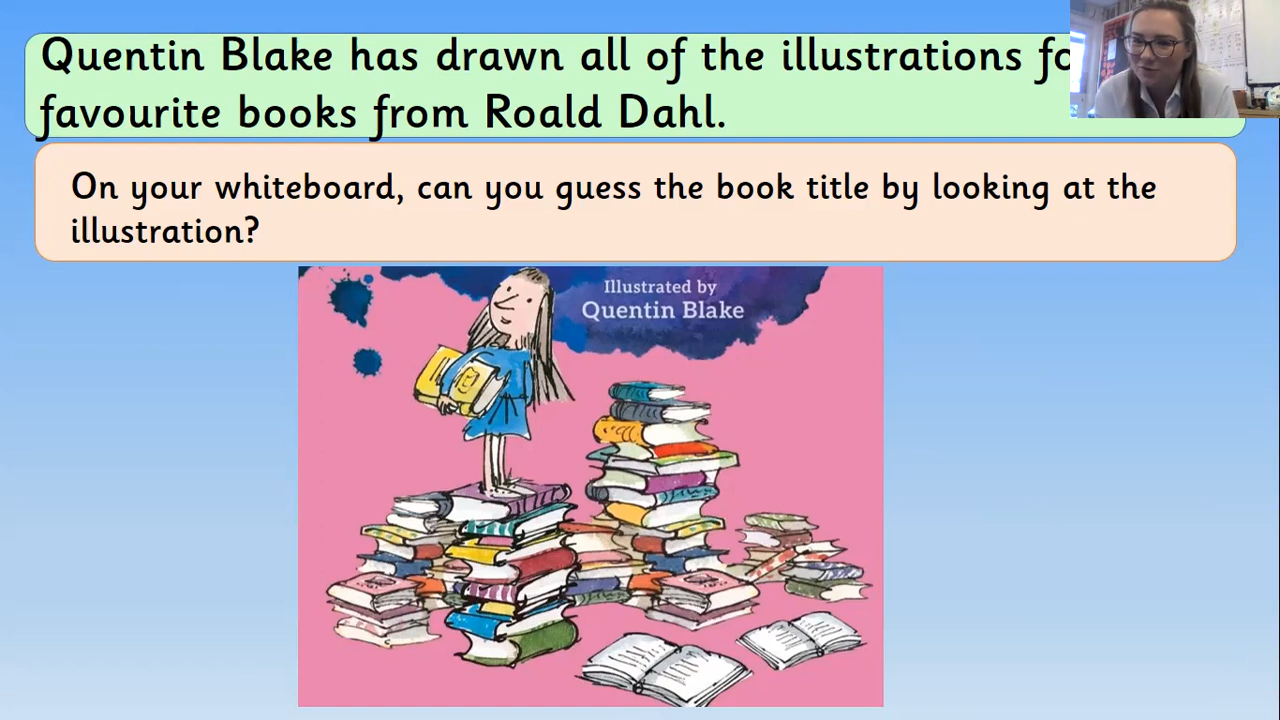 Quentin Blake has drawn all of the illustrations
favourite books from Roald Dahl.
On your whiteboard, can you guess the book title by looking at the
illustration?
Illustrated by
Quentin Blake